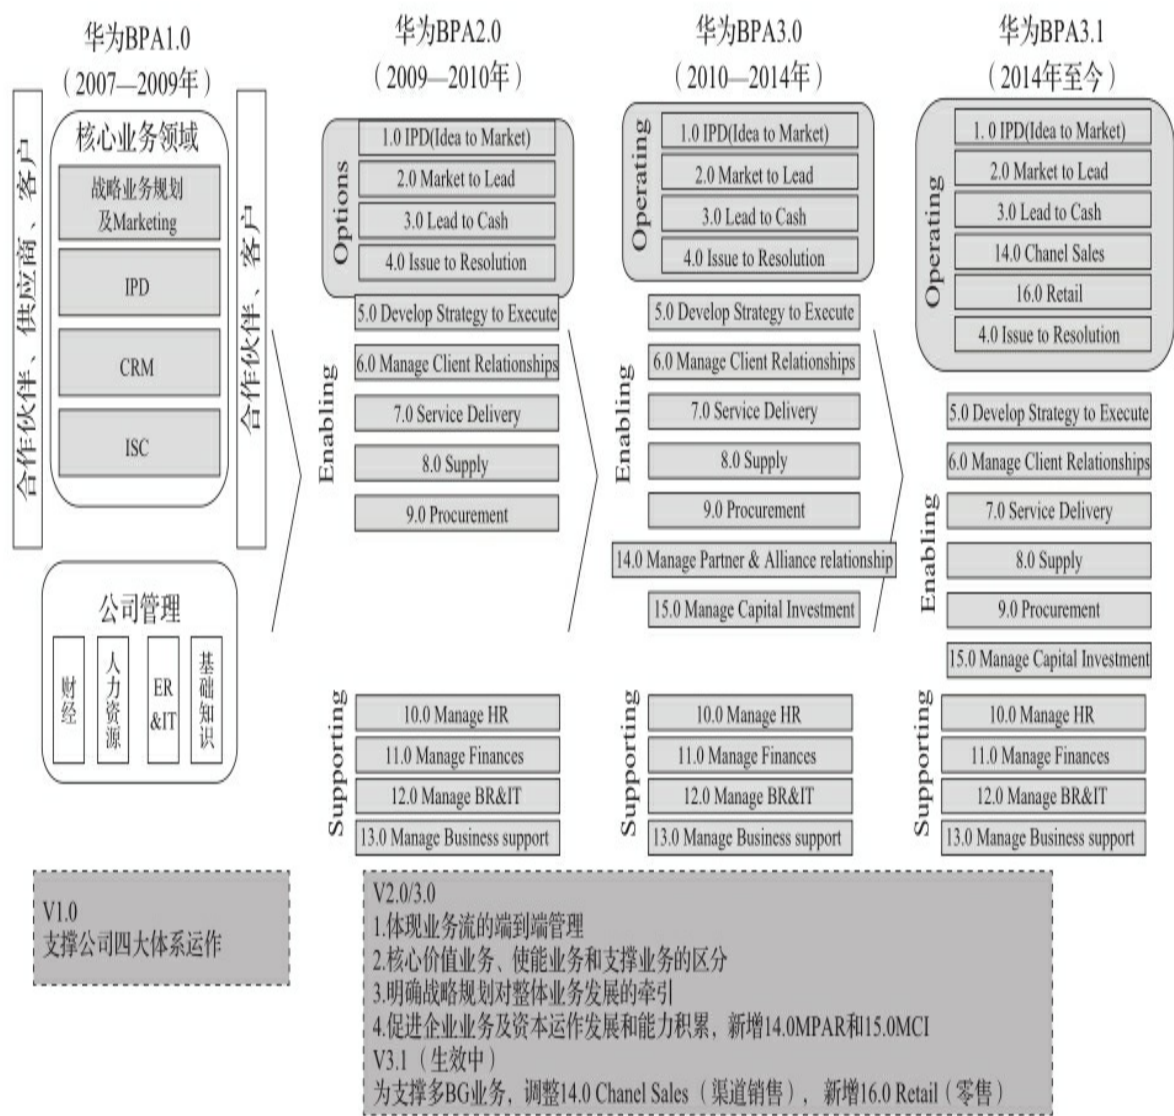 华为BPA1.0
（2007—2009年）
合作伙伴、供应商、客户
核心业务领域
战略业务规划
及Marketing
IPD
CRM
ISC
合作伙伴、客户
公司管理
财经
人力资源
ER
&IT
基础知识
华为BPA2.0
（2009—2010年）
Options
1.0 IPD(Idea to Market)
2.0 Market to Lead
3.0 Lead to Cash
4.0 Issue to Resolution
Enabling
5.0 Develop Strategy to Execute
6.0 Manage Client Relationships
7.0 Service Delivery
8.0 Supply
9.0 Procurement
Supporting
10.0 Manage HR
11.0 Manage Finances
12.0 Manage BR&IT
13.0 Manage Business support
华为BPA3.0
（2010—2014年）
Operating
1.0 IPD(Idea to Market)
2.0 Market to Lead
3.0 Lead to Cash
4.0 Issue to Resolution
Enabling
5.0 Develop Strategy to Execute
6.0 Manage Client Relationships
7.0 Service Delivery
8.0 Supply
9.0 Procurement
14.0 Manage Partner & Alliance relationship
15.0 Manage Capital Investment
Supporting
10.0 Manage HR
11.0 Manage Finances
12.0 Manage BR&IT
13.0 Manage Business support
华为BPA3.1
（2014年至今）
Operating
1. 0 IPD(Idea to Market)
2.0 Market to Lead
3.0 Lead to Cash
14.0 Chanel Sales
16.0 Retail
4.0 Issue to Resolution
Enabling
5.0 Develop Strategy to Execute
6.0 Manage Client Relationships
7.0 Service Delivery
8.0 Supply
9.0 Procurement
15.0 Manage Capital Investment
Supporting
10.0 Manage HR
11.0 Manage Finances
12.0 Manage BR&IT
13.0 Manage Business support
V1.0
支撑公司四大体系运作
V2.0/3.0
1.体现业务流的端到端管理
2.核心价值业务、使能业务和支撑业务的区分
3.明确战略规划对整体业务发展的牵引
4.促进企业业务及资本运作发展和能力积累，新增14.0MPAR和15.0MCI
V3.1（生效中）
为支撑多BG业务，调整14.0 Chanel Sales（渠道销售），新增16.0 Retail（零售）